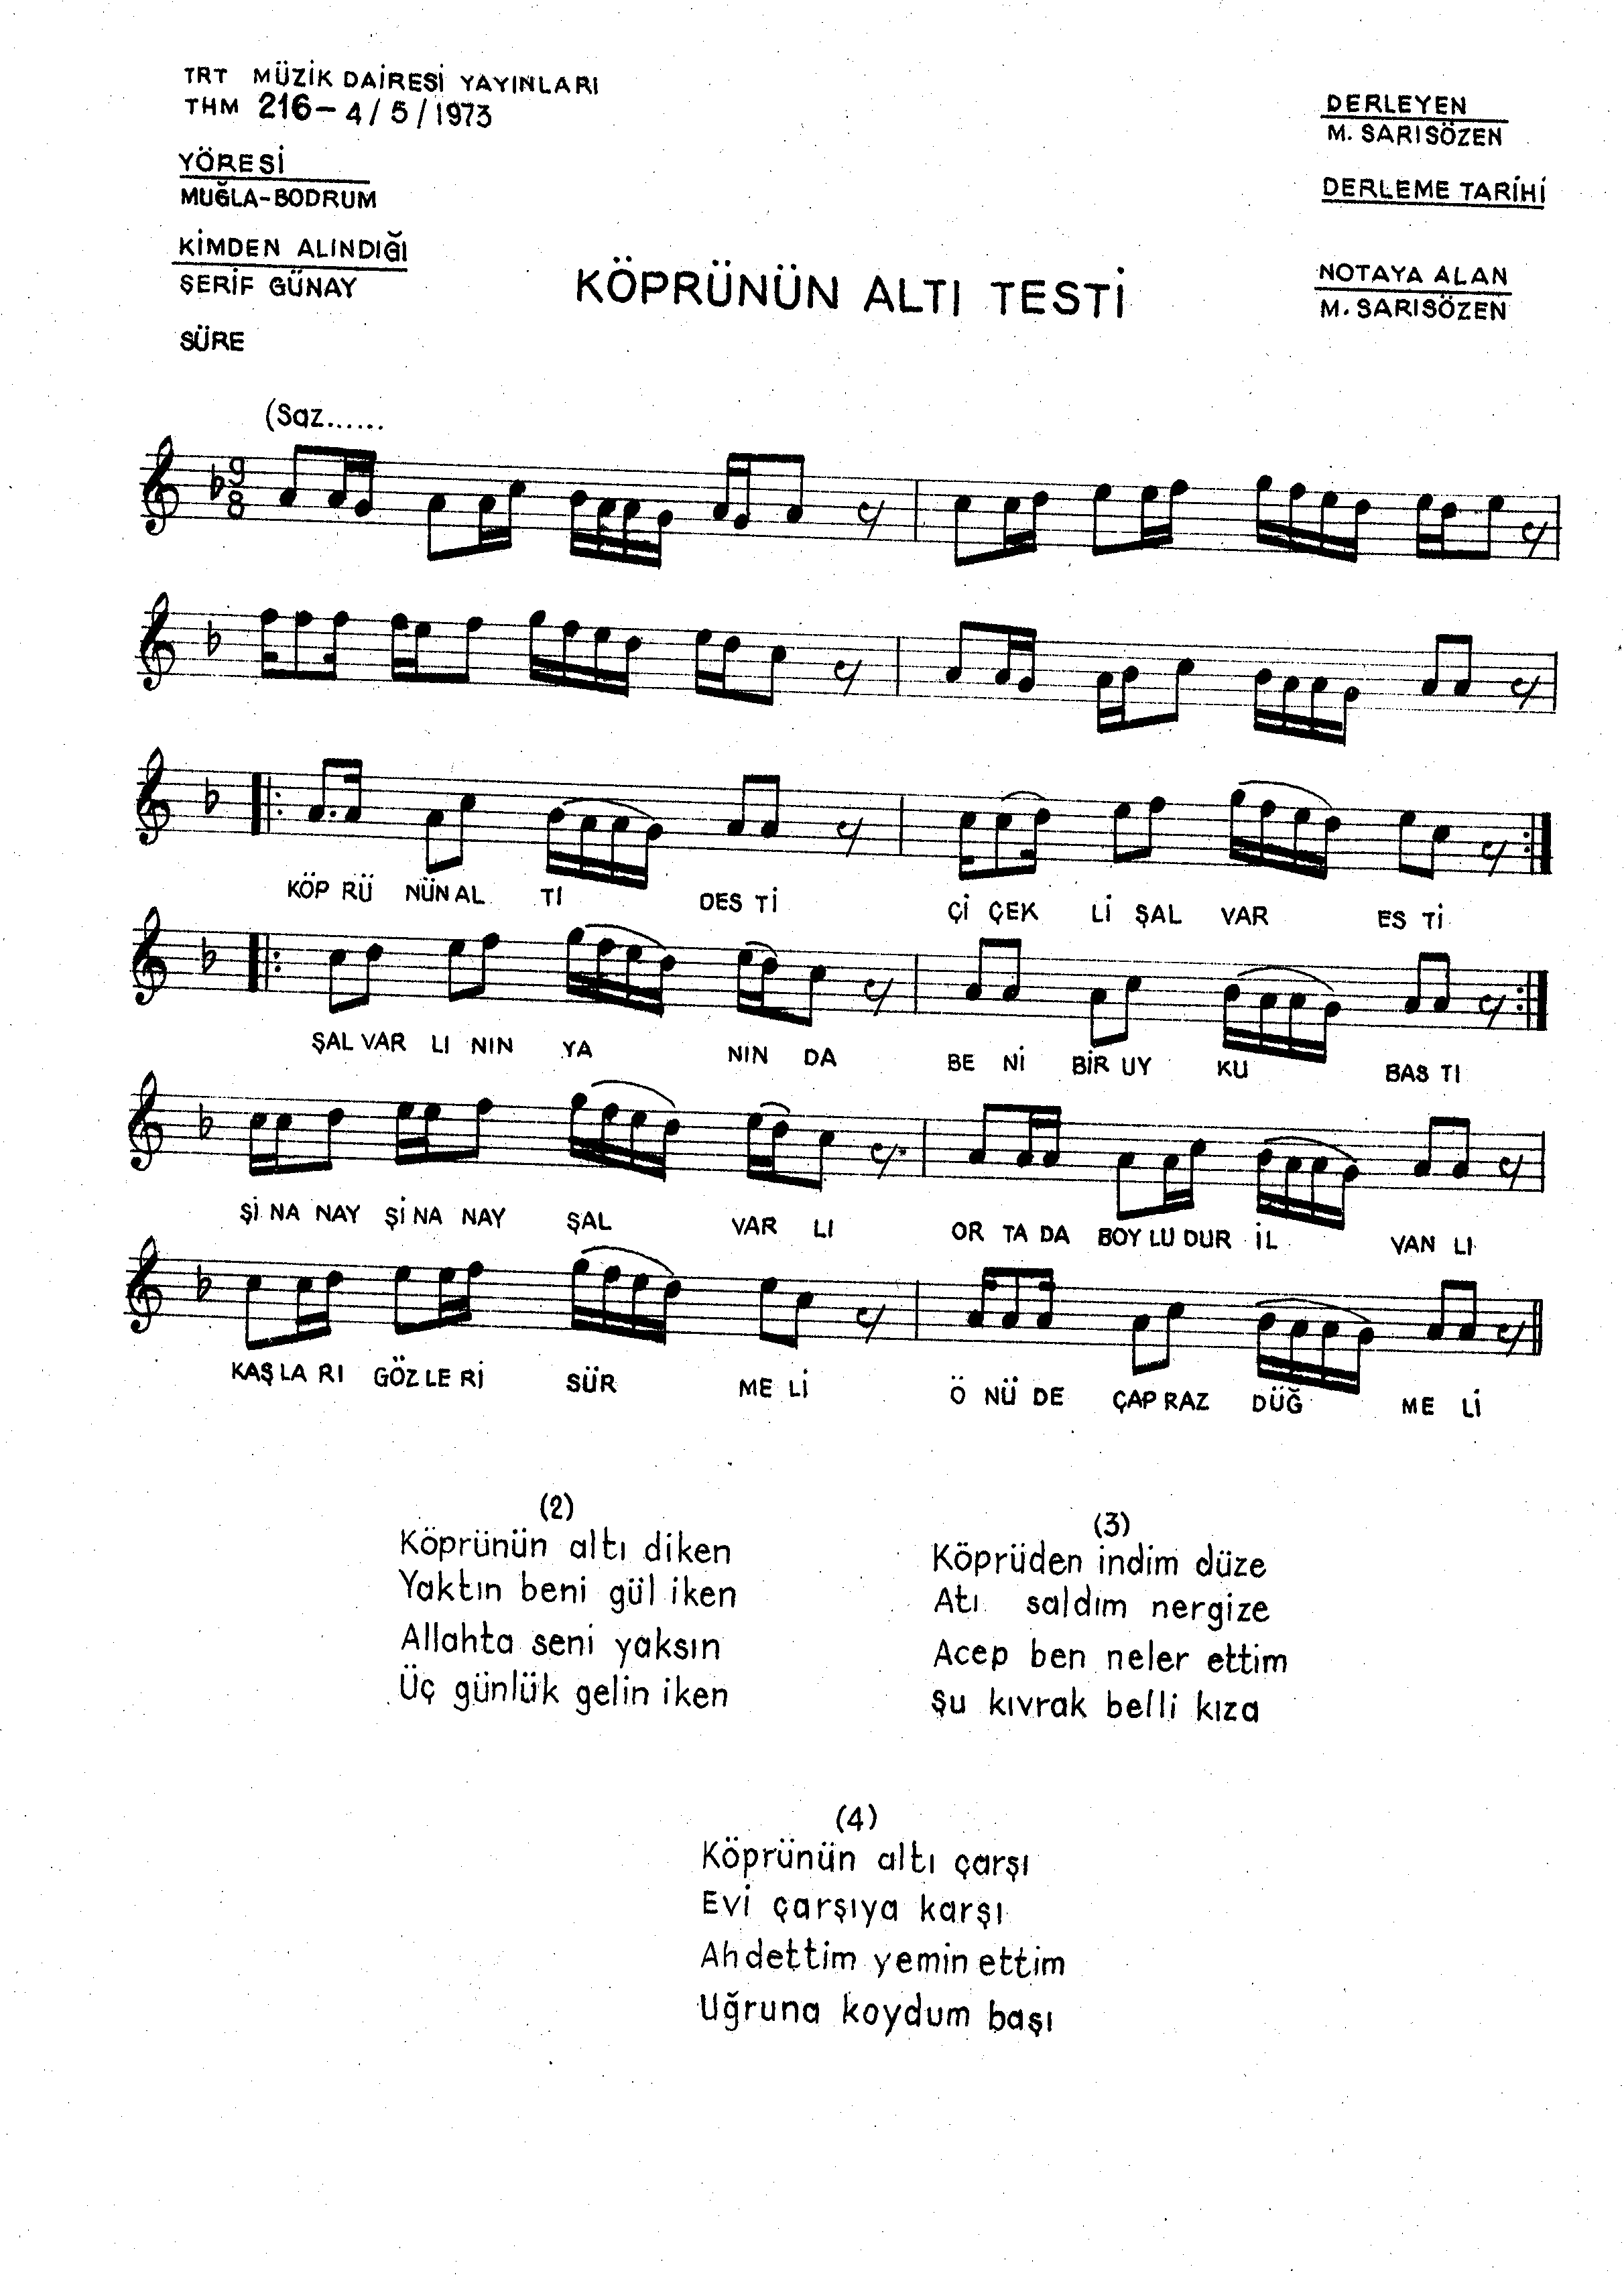 TRT MÜZİK DAİRESİ YAYINLARI
THM 216-4/5/1973
YÖRESİ
MUĞLA-BODRUM
KİMDEN ALINDIĞI
ŞERİF GÜNAY
SÜRE
DERLEYEN
M. SARISÖZEN
DERLEME TARİHİ
NOTAYA ALAN
M. SARISÖZEN
KÖPRÜNÜN ALTI TESTİ
(Saz......
9
8
KÖP RÜ NÜN AL TI DES Tİ Çİ ÇEK Lİ ŞAL VAR ES Tİ
ŞAL VAR LI NIN YA NIN DA BE Nİ BİR UY KU BAS TI
Şİ NA NAY Şİ NA NAY ŞAL VAR LI OR TA DA BOY LU DUR İL VAN LI
KAŞ LA RI GÖZ LE Rİ SÜR ME Lİ Ö NÜ DE ÇAP RAZ DÜĞ ME Lİ
(2)
Köprünün altı diken
Yaktın beni gül iken
Allahta seni yaksın
Üç günlük gelin iken
(3)
Köprüden indim düze
Atı saldım nergize
Acep ben neler ettim
Şu kıvrak belli kıza
(4)
Köprünün altı çarşı
Evi çarşıya karşı
Ahdettim yemin ettim
Uğruna koydum başı